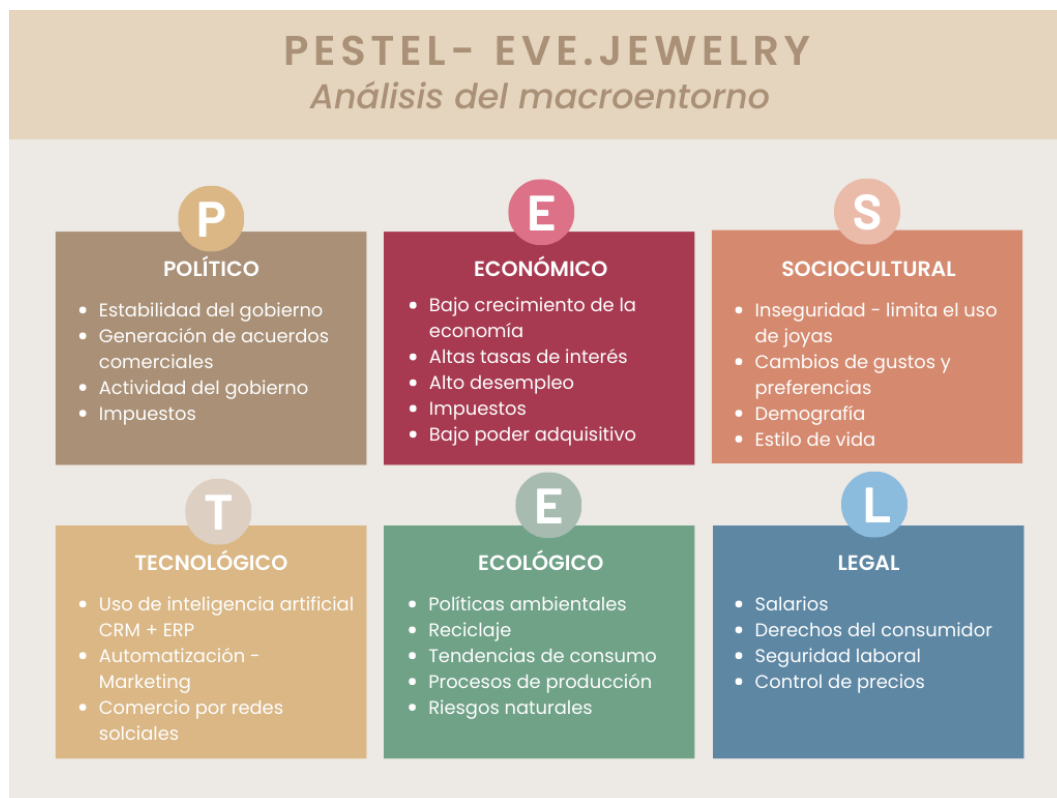 PESTEL- EVE.JEWELRY
Análisis del macroentorno
P
POLÍTICO
• Estabilidad del gobierno
• Generación de acuerdos
comerciales
• Actividad del gobierno
• Impuestos
E
ECONÓMICO
• Bajo crecimiento de la
economía
• Altas tasas de interés
• Alto desempleo
• Impuestos
• Bajo poder adquisitivo
S
SOCIOCULTURAL
• Inseguridad - limita el uso
de joyas
• Cambios de gustos y
preferencias
• Demografía
• Estilo de vida
T
TECNOLÓGICO
• Uso de inteligencia artificial
CRM + ERP
• Automatización -
Marketing
• Comercio por redes
solciales
E
ECOLÓGICO
• Políticas ambientales
• Reciclaje
• Tendencias de consumo
• Procesos de producción
• Riesgos naturales
L
LEGAL
• Salarios
• Derechos del consumidor
• Seguridad laboral
• Control de precios